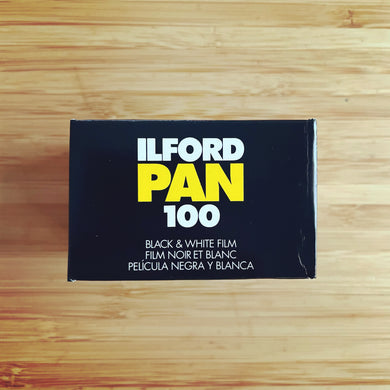 ILFORD
PAN
100
BLACK & WHITE FILM
FILM NOIR ET BLANC
PELÍCULA NEGRA Y BLANCA